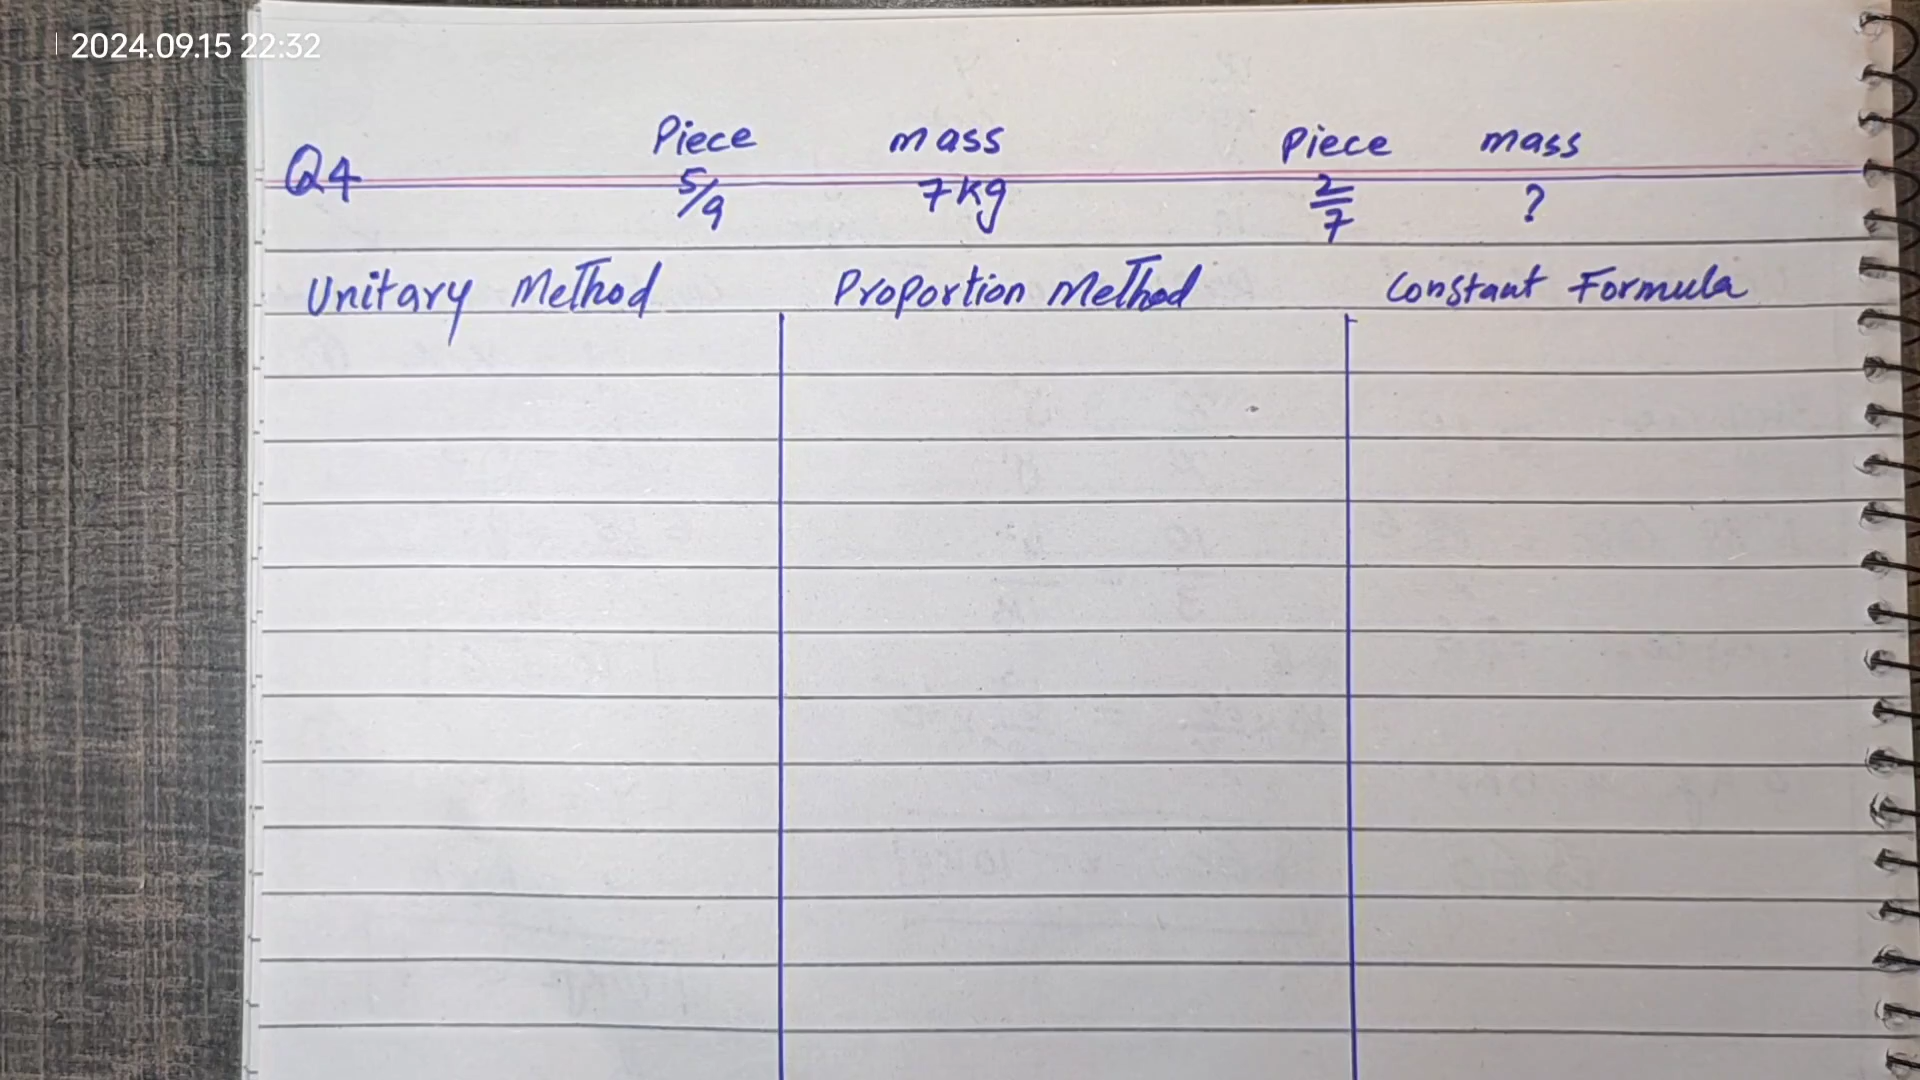 2024.09.15 22:32
Piece mass Piece mass
Q4 5/9 7kg 2/7 ?
Unitary Method Proportion Method Constant Formula